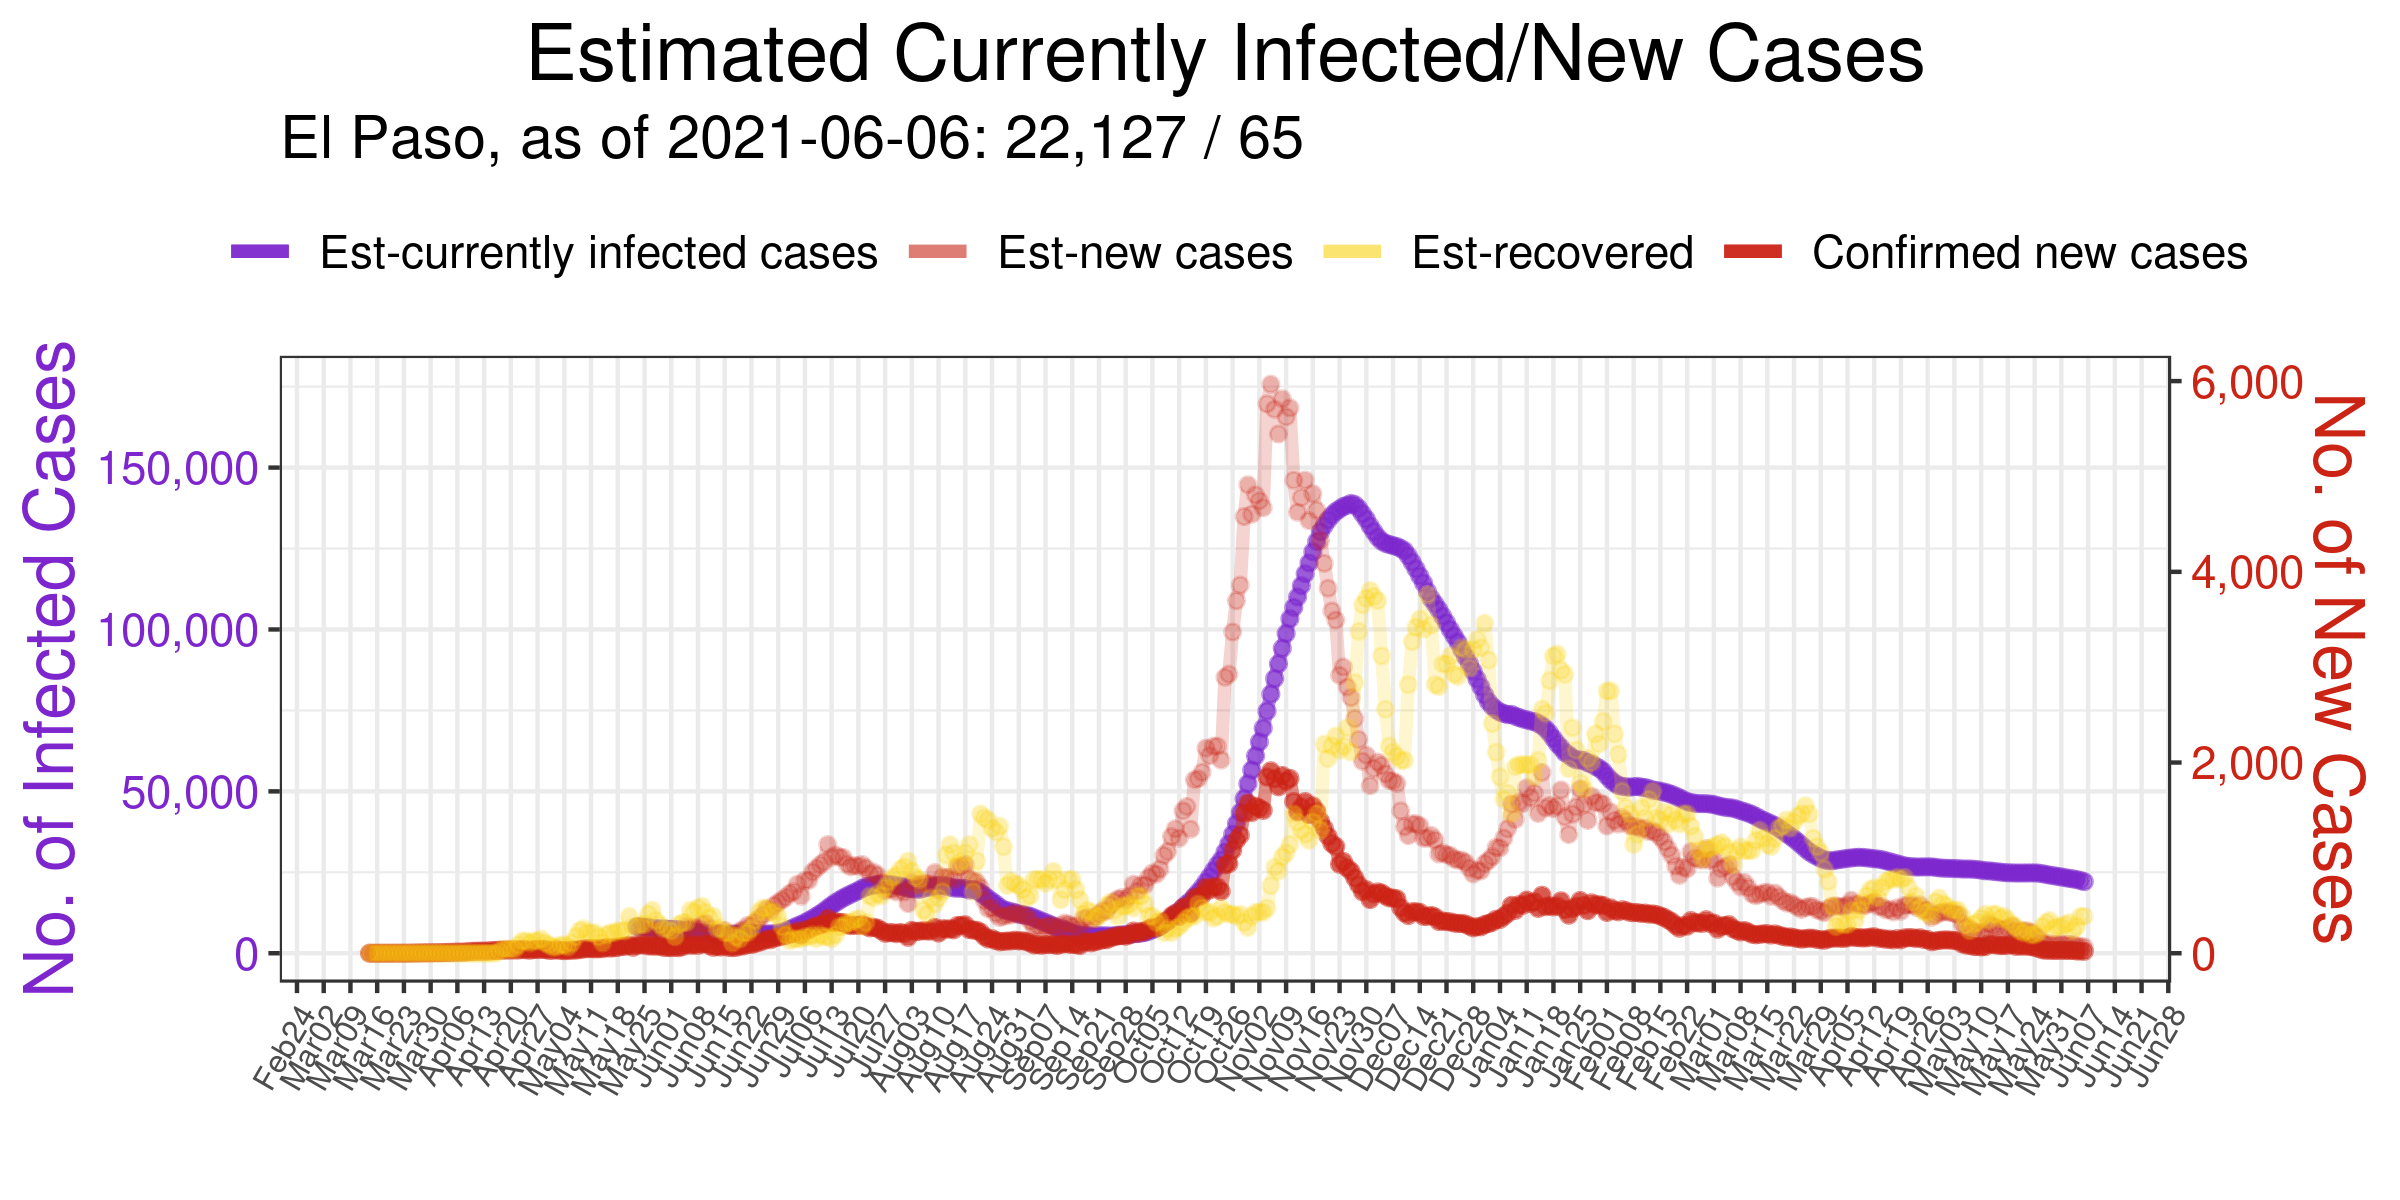 Estimated Currently Infected/New Cases
El Paso, as of 2021-06-06: 22,127 / 65
Est-currently infected cases Est-new cases Est-recovered Confirmed new cases
No. of Infected Cases
150,000
100,000
50,000
0
6,000
4,000
2,000
0
No. of New Cases
Feb24
Mar02
Mar09
Mar16
Mar23
Mar30
Apr06
Apr13
Apr20
Apr27
May04
May11
May18
May25
Jun01
Jun08
Jun15
Jun22
Jun29
Jul06
Jul13
Jul20
Jul27
Aug03
Aug10
Aug17
Aug24
Aug31
Sep07
Sep14
Sep21
Sep28
Oct05
Oct12
Oct19
Oct26
Nov02
Nov09
Nov16
Nov23
Nov30
Dec07
Dec14
Dec21
Dec28
Jan04
Jan11
Jan18
Jan25
Feb01
Feb08
Feb15
Feb22
Mar01
Mar08
Mar15
Mar22
Mar29
Apr05
Apr12
Apr19
Apr26
May03
May10
May17
May24
May31
Jun07
Jun14
Jun21
Jun28